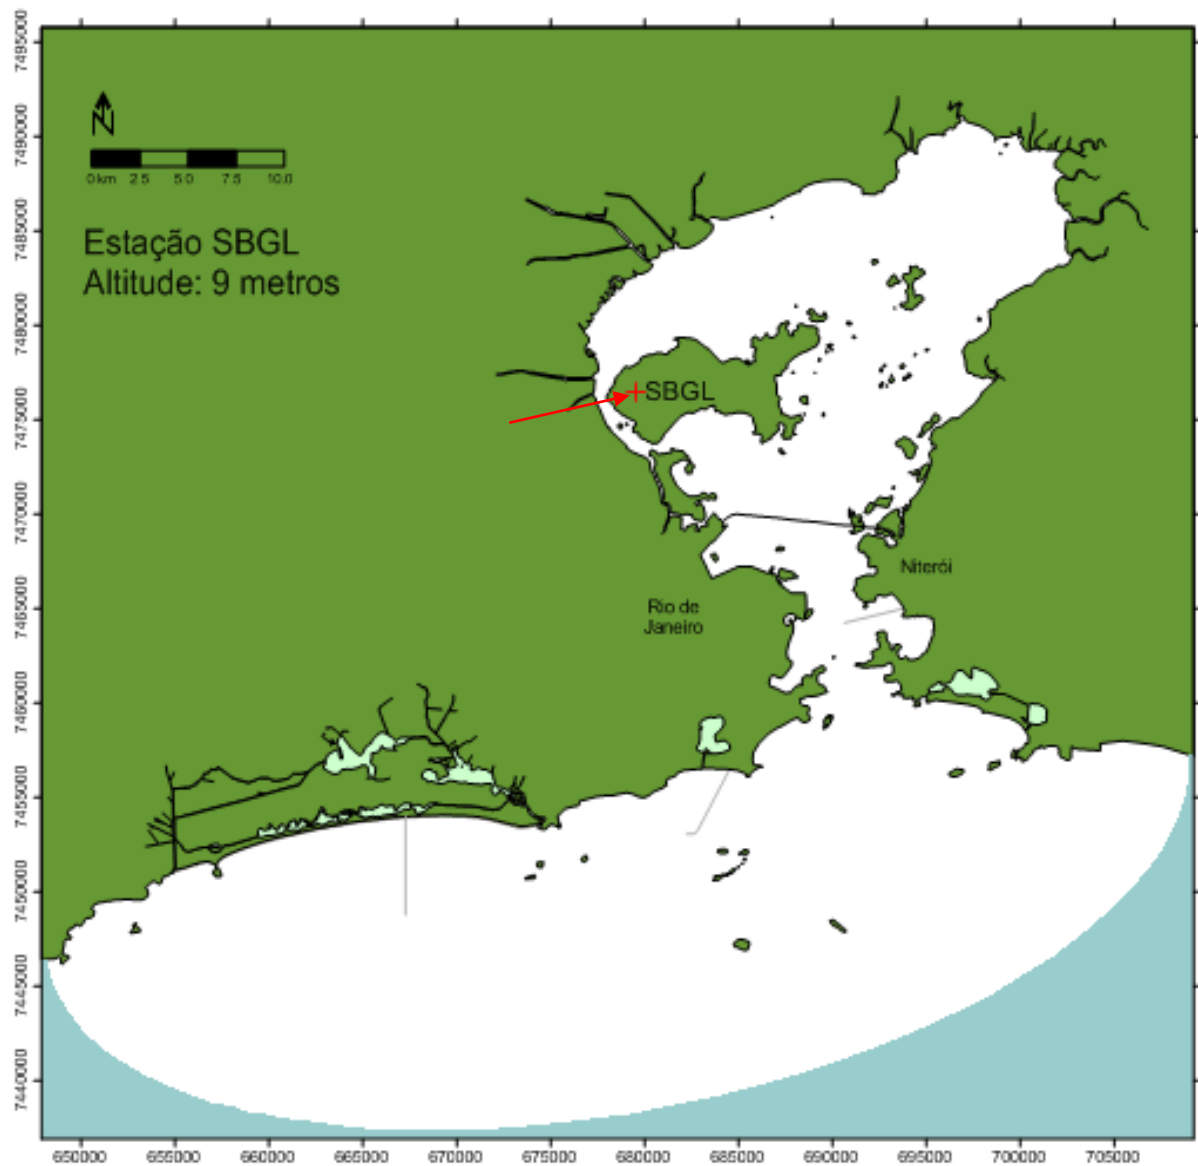 N
0 km 2.5 5.0 7.5 10.0
Estação SBGL
Altitude: 9 metros
SBGL
Niterói
Rio de
Janeiro
7495000
7490000
7485000
7480000
7475000
7470000
7465000
7460000
7455000
7450000
7445000
7440000
650000 655000 660000 665000 670000 675000 680000 685000 690000 695000 700000 705000